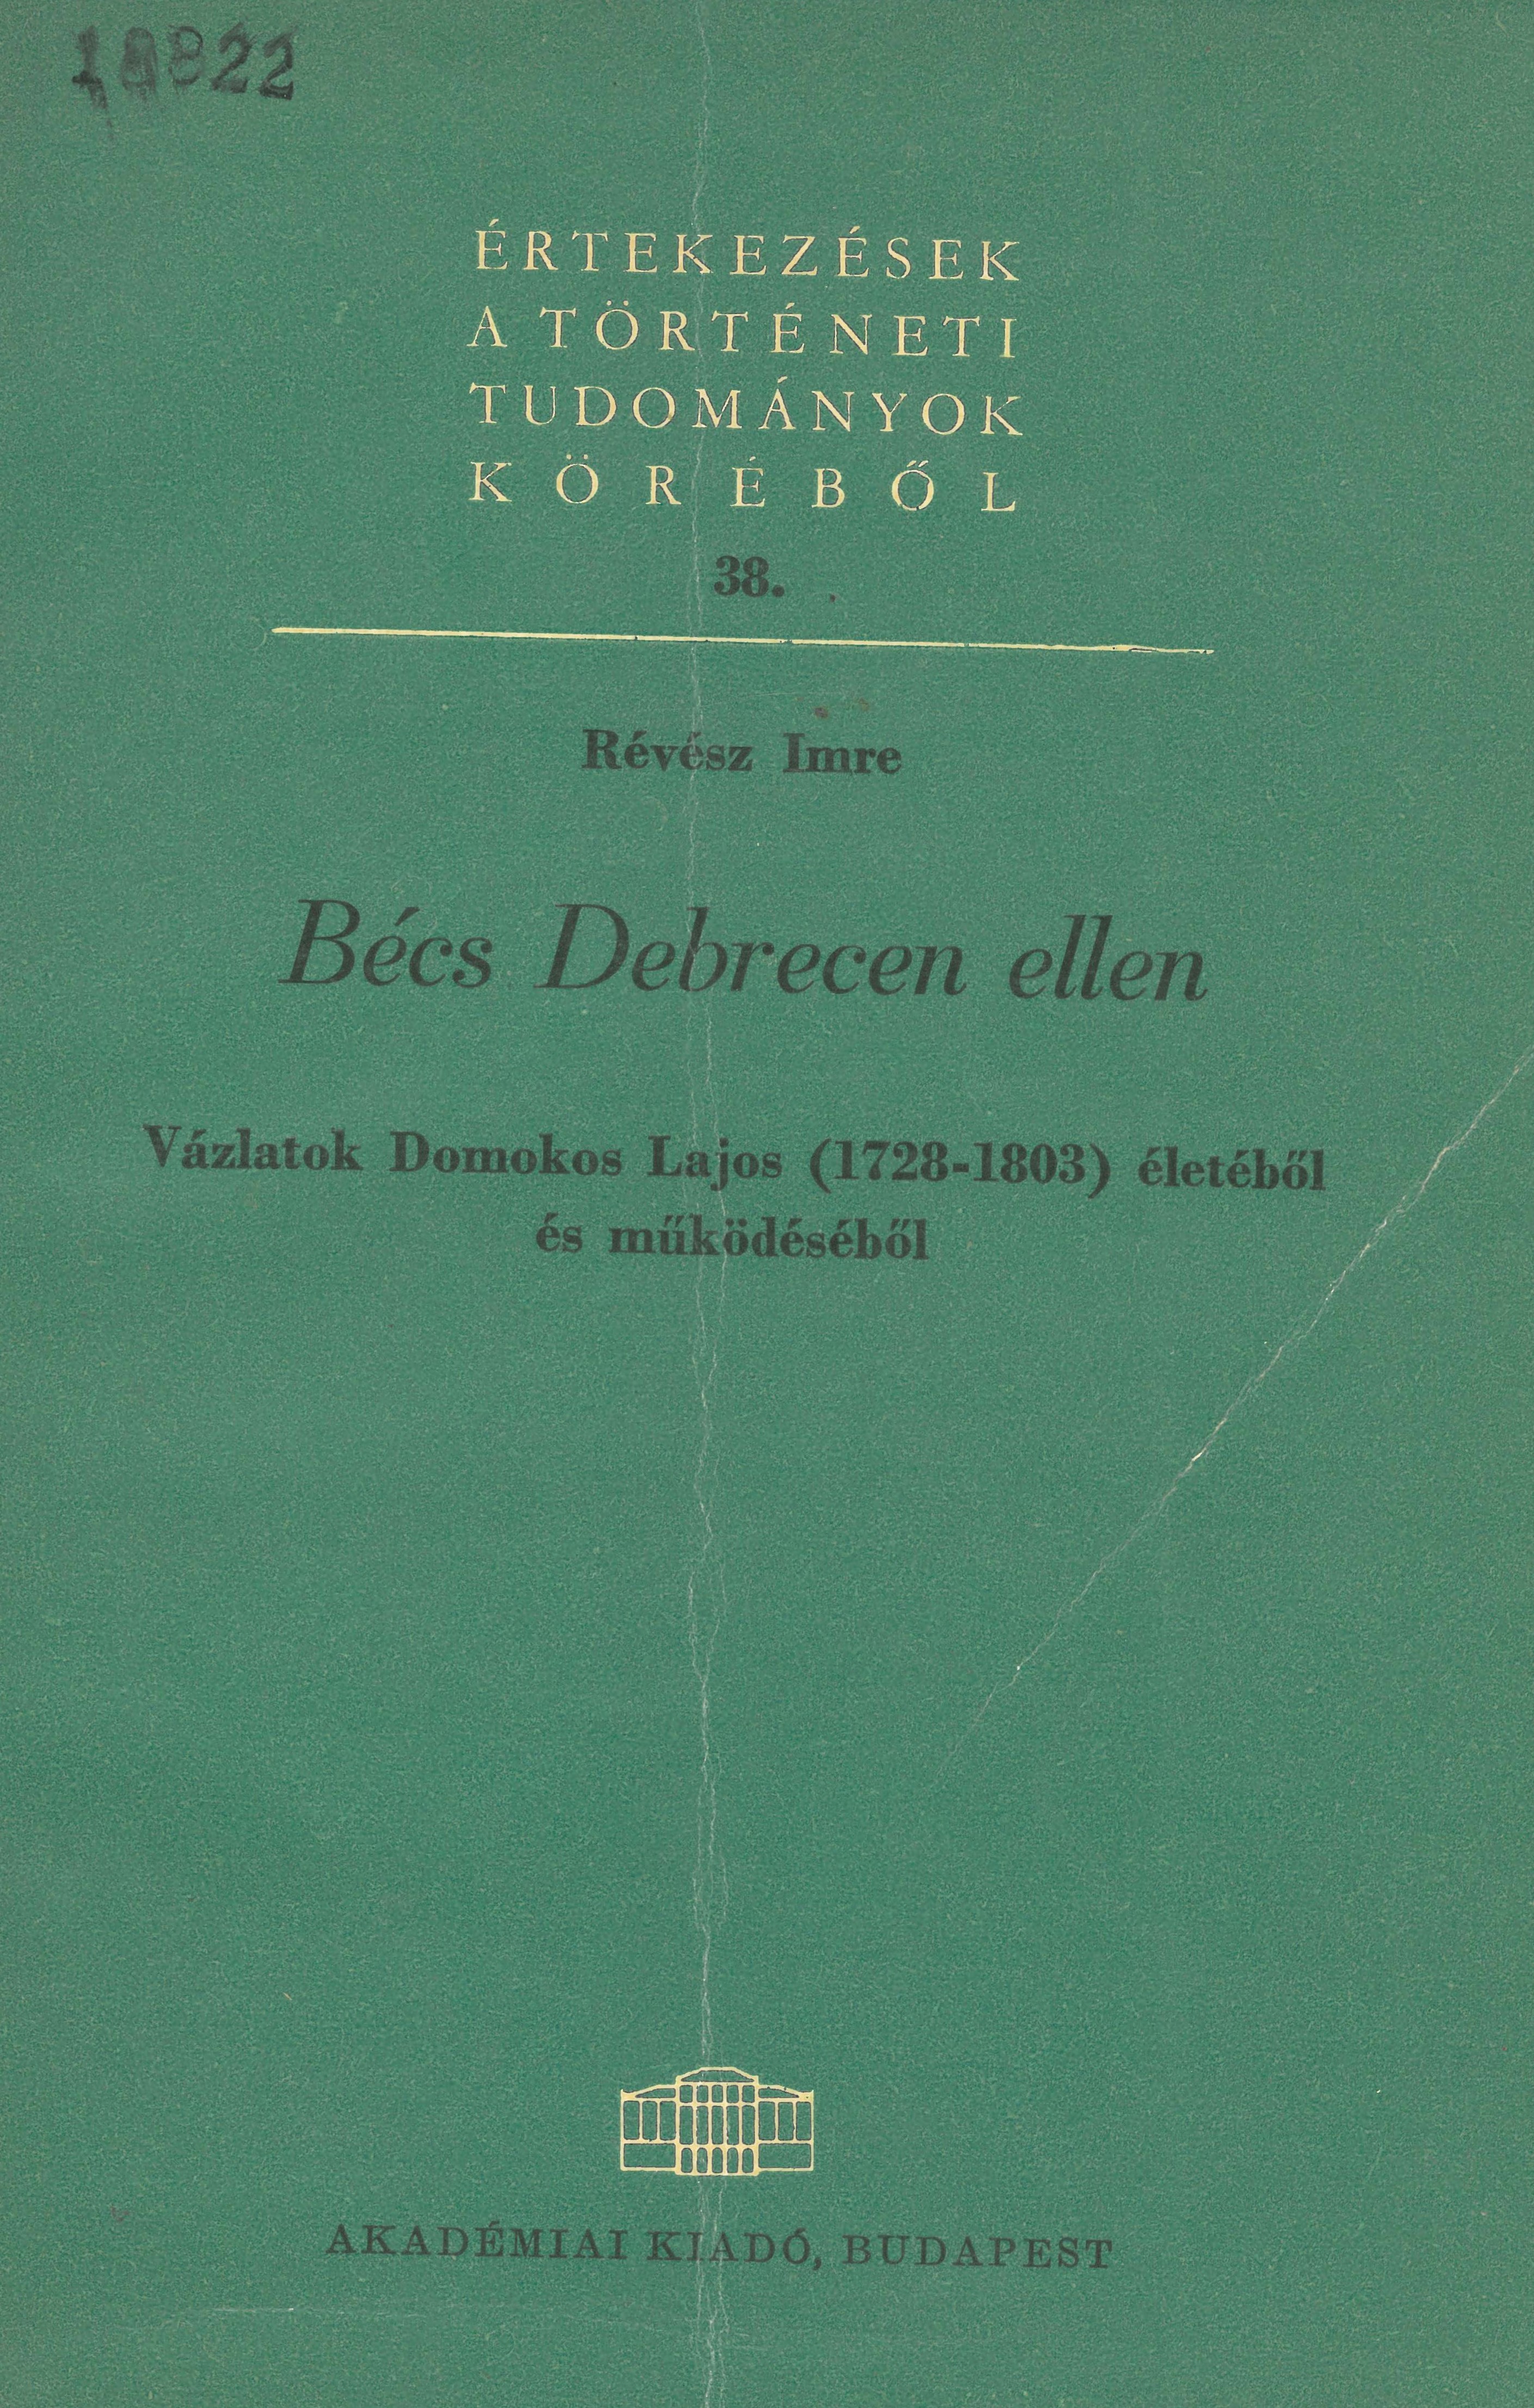 ÉRTEKEZÉSEK
A TÖRTÉNETI
TUDOMÁNYOK
KÖRÉBŐL
38.
Révész Imre
Bécs Debrecen ellen
Vázlatok Domokos Lajos (1728-1803) életéből
és működéséből
AKADÉMIAI KIADÓ, BUDAPEST